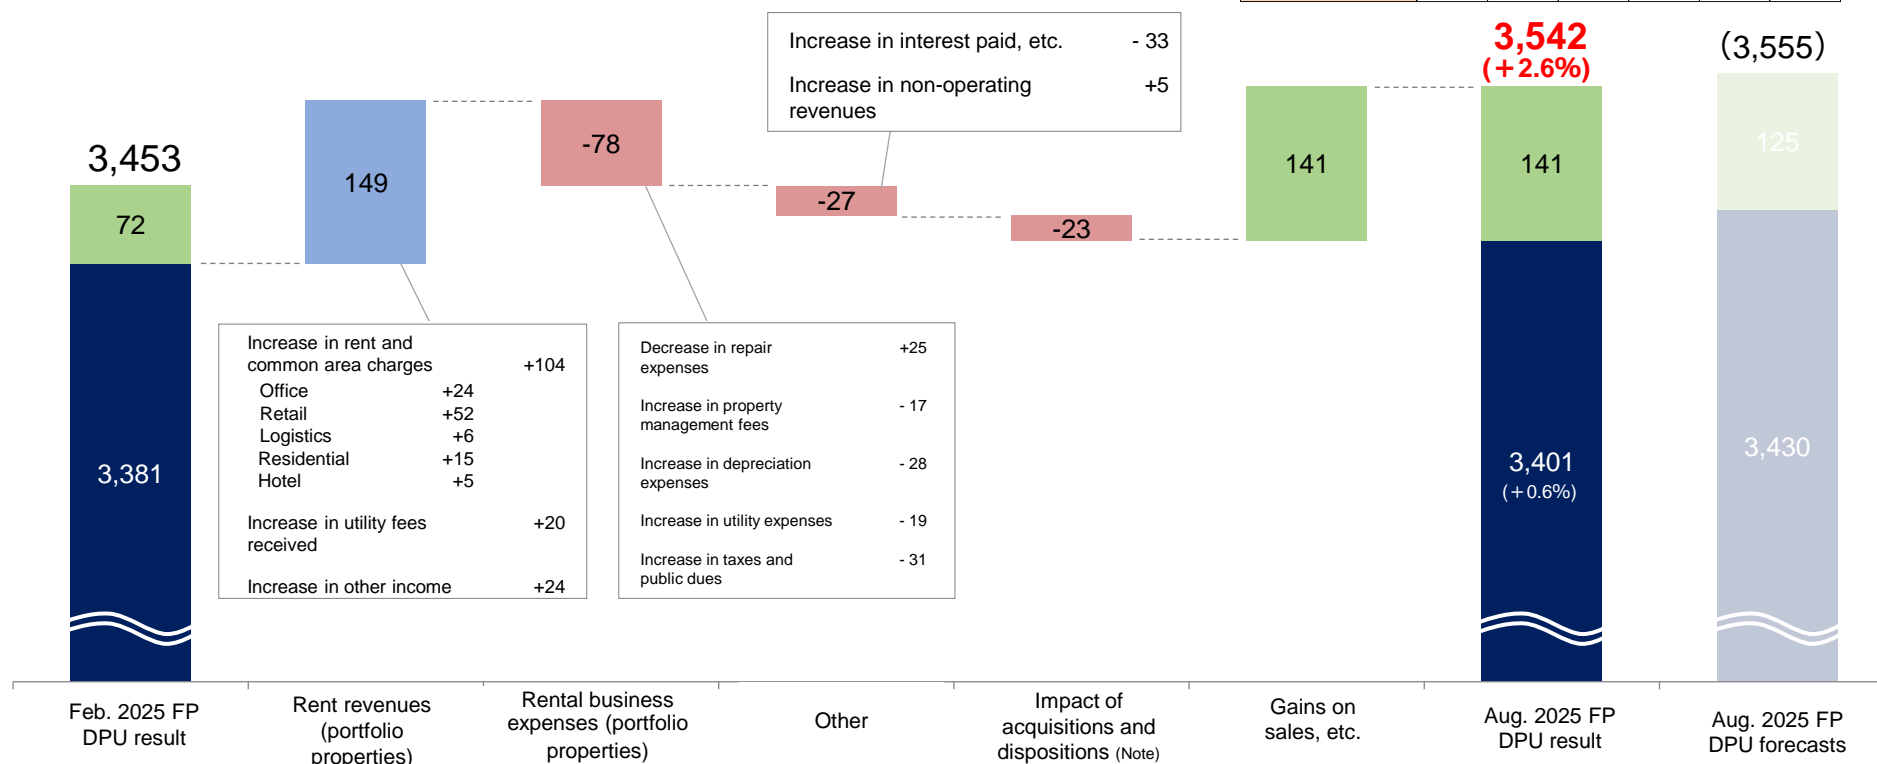 Increase in interest paid, etc. - 33
Increase in non-operating +5
revenues
3,542
(+2.6%)
(3,555)
3,453
72
3,381
149
-78
-27
-23
141
141
3,401
(+0.6%)
125
3,430
Increase in rent and
common area charges +104
Office +24
Retail +52
Logistics +6
Residential +15
Hotel +5
Increase in utility fees +20
received
Increase in other income +24
Decrease in repair +25
expenses
Increase in property - 17
management fees
Increase in depreciation - 28
expenses
Increase in utility expenses - 19
Increase in taxes and - 31
public dues
Feb. 2025 FP
DPU result
Rent revenues
(portfolio
properties)
Rental business
expenses (portfolio
properties)
Other
Impact of
acquisitions and
dispositions (Note)
Gains on
sales, etc.
Aug. 2025 FP
DPU result
Aug. 2025 FP
DPU forecasts